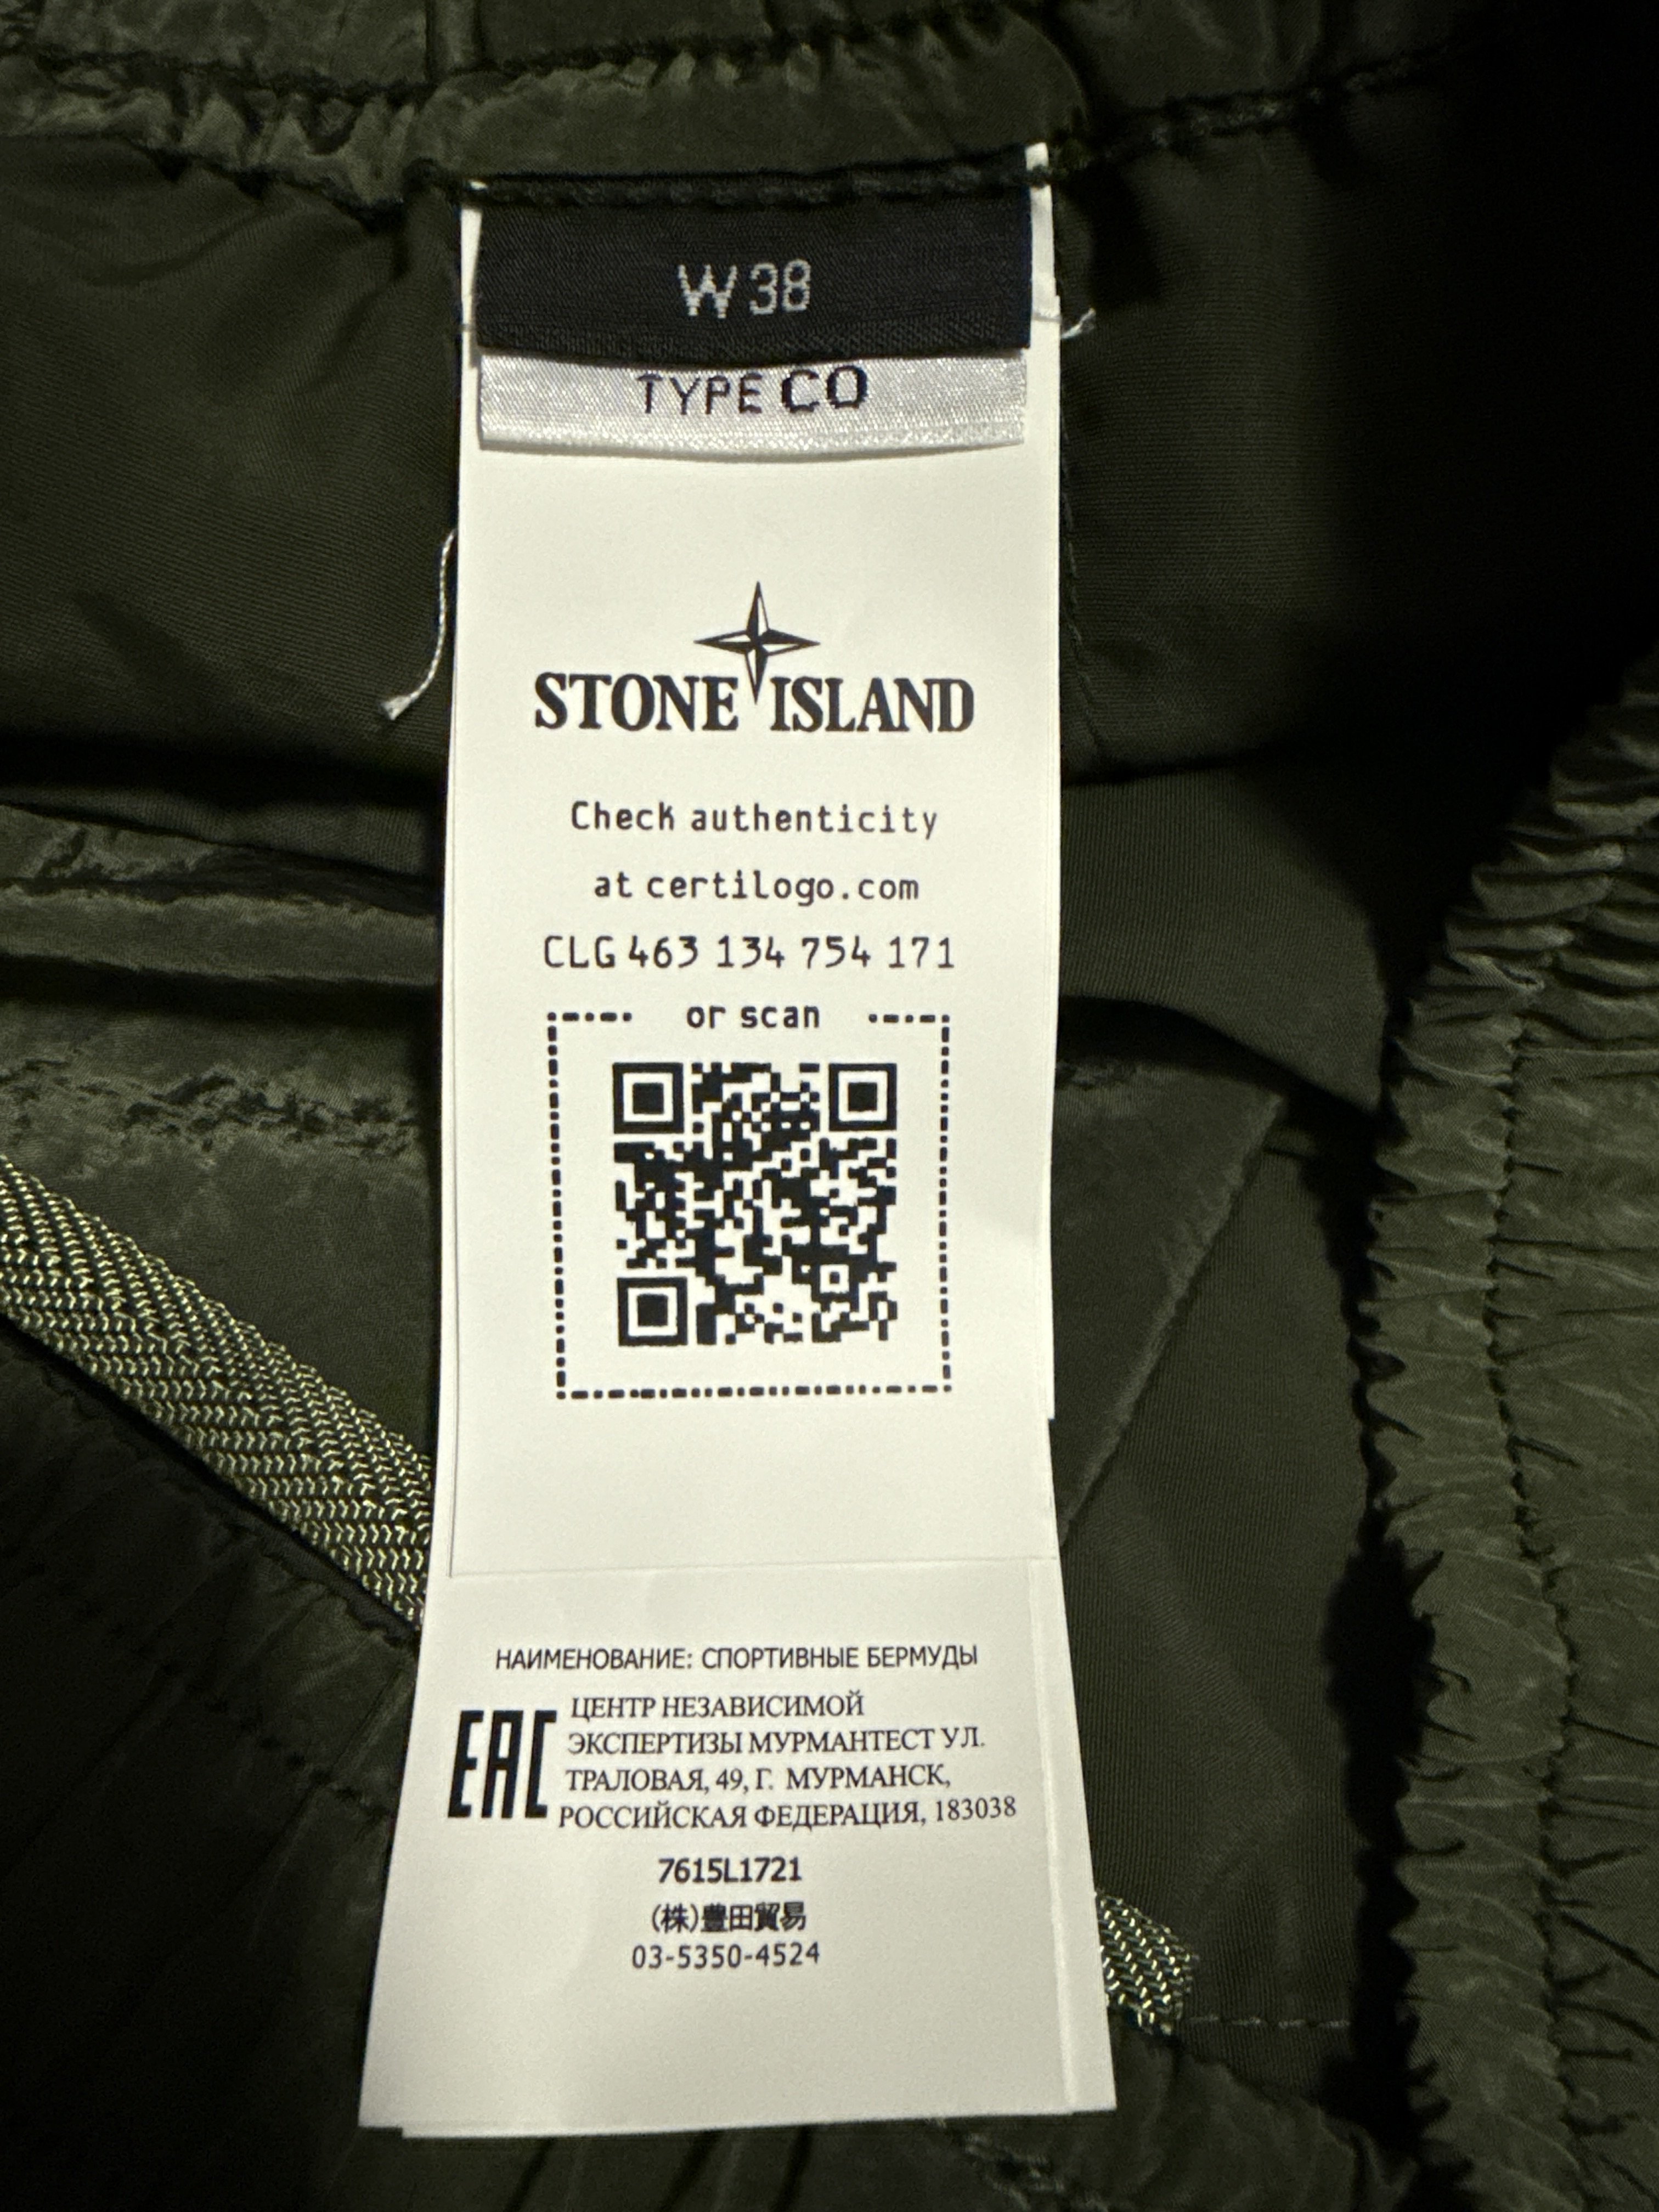 W38
TYPE CO
STONE ISLAND
Check authenticity
at certilogo.com
CLG 463 134 754 171
or scan
НАИМЕНОВАНИЕ: СПОРТИВНЫЕ БЕРМУДЫ
EAC
ЦЕНТР НЕЗАВИСИМОЙ
ЭКСПЕРТИЗЫ МУРМАНТЕСТ УЛ.
ТРАЛОВАЯ, 49, Г. МУРМАНСК,
РОССИЙСКАЯ ФЕДЕРАЦИЯ, 183038
7615L1721
(株)豊田貿易
03-5350-4524